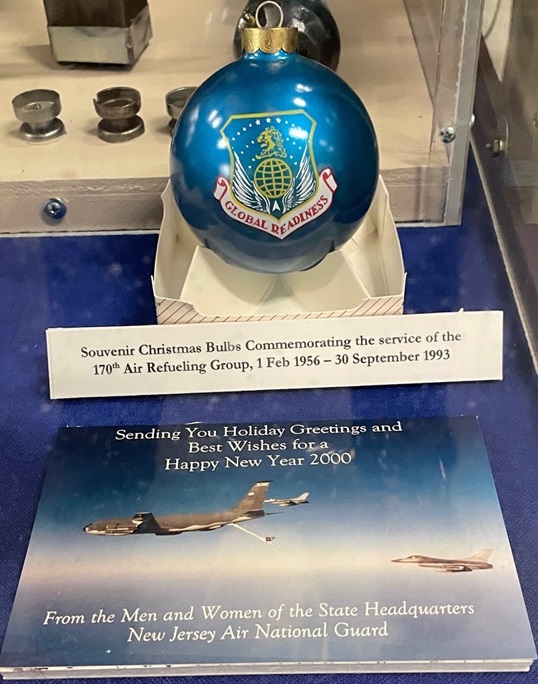 GLOBAL READINESS
Souvenir Christmas Bulbs Commemorating the service of the
170th Air Refueling Group, 1 Feb 1956 – 30 September 1993
Sending You Holiday Greetings and
Best Wishes for a
Happy New Year 2000
From the Men and Women of the State Headquarters
New Jersey Air National Guard